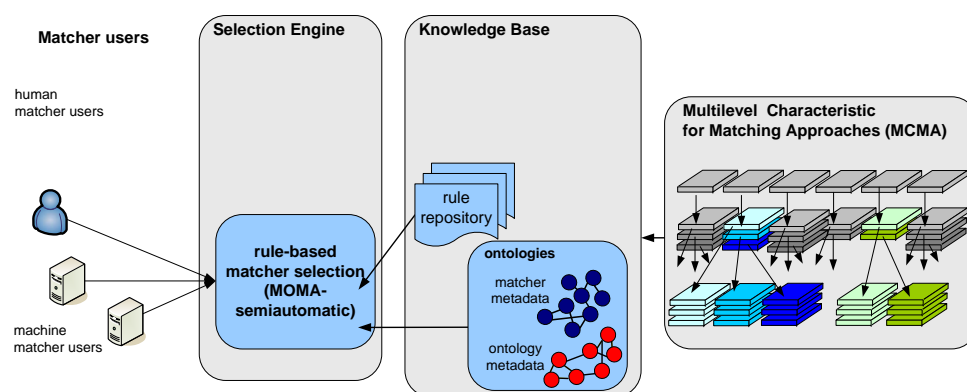 Matcher users
human
matcher users
machine
matcher users
Selection Engine
rule-based
matcher selection
(MOMA-
semiautomatic)
Knowledge Base
rule
repository
ontologies
matcher
metadata
ontology
metadata
Multilevel Characteristic
for Matching Approaches (MCMA)